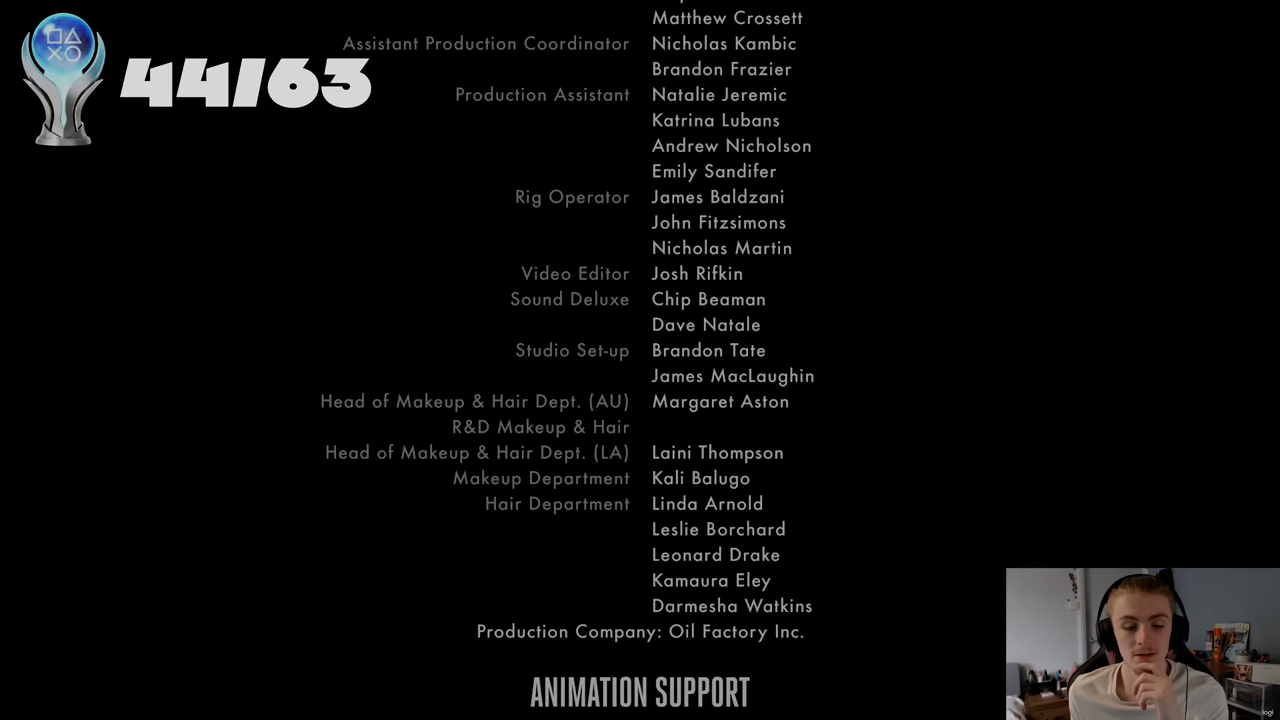 44/63
Matthew Crossett
Assistant Production Coordinator Nicholas Kambic
Brandon Frazier
Production Assistant Natalie Jeremic
Katrina Lubans
Andrew Nicholson
Emily Sandifer
Rig Operator James Baldzani
John Fitzsimons
Nicholas Martin
Video Editor Josh Rifkin
Sound Deluxe Chip Beaman
Dave Natale
Studio Set-up Brandon Tate
James MacLaughin
Head of Makeup & Hair Dept. (AU) Margaret Aston
R&D Makeup & Hair
Head of Makeup & Hair Dept. (LA) Laini Thompson
Makeup Department Kali Balugo
Hair Department Linda Arnold
Leslie Borchard
Leonard Drake
Kamaura Eley
Darmesha Watkins
Production Company: Oil Factory Inc.
ANIMATION SUPPORT
logi